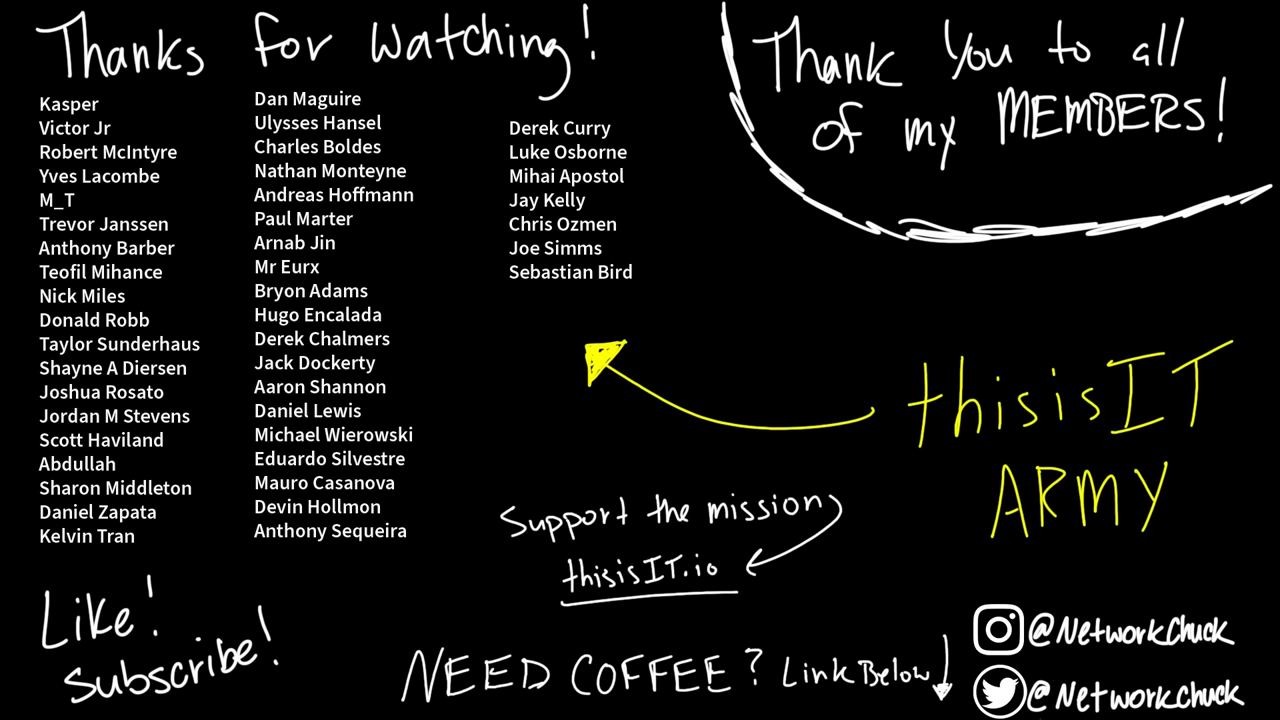 Thanks for watching!
Kasper
Victor Jr
Robert McIntyre
Yves Lacombe
M_T
Trevor Janssen
Anthony Barber
Teofil Mihance
Nick Miles
Donald Robb
Taylor Sunderhaus
Shayne A Diersen
Joshua Rosato
Jordan M Stevens
Scott Haviland
Abdullah
Sharon Middleton
Daniel Zapata
Kelvin Tran
Dan Maguire
Ulysses Hansel
Charles Boldes
Nathan Monteyne
Andreas Hoffmann
Paul Marter
Arnab Jin
Mr Eurx
Bryon Adams
Hugo Encalada
Derek Chalmers
Jack Dockerty
Aaron Shannon
Daniel Lewis
Michael Wierowski
Eduardo Silvestre
Mauro Casanova
Devin Hollmon
Anthony Sequeira
Derek Curry
Luke Osborne
Mihai Apostol
Jay Kelly
Chris Ozmen
Joe Simms
Sebastian Bird
Thank you to all
of my MEMBERS!
thisisIT
ARMY
Support the mission
thisisIT.io
Like!
Subscribe!
NEED COFFEE? Link Below
@NetworkChuck
@NetworkChuck